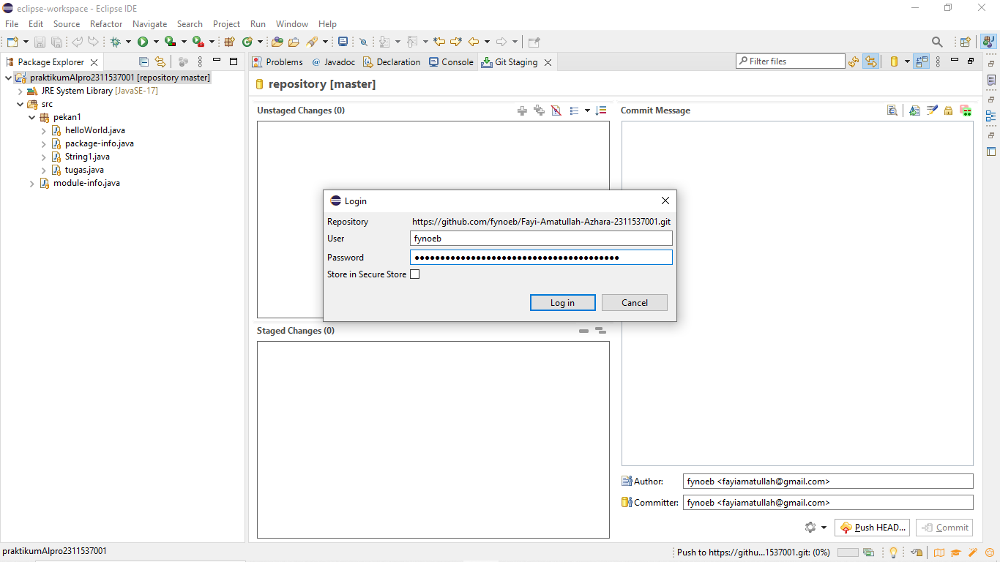 eclipse-workspace - Eclipse IDE
File Edit Source Refactor Navigate Search Project Run Window Help
Package Explorer
praktikumAlpro2311537001 [repository master]
JRE System Library [JavaSE-17]
src
pekan1
helloWorld.java
package-info.java
String1.java
tugas.java
module-info.java
Problems Javadoc Declaration Console Git Staging
Filter files
repository [master]
Unstaged Changes (0)
Commit Message
Login
Repository https://github.com/fynoeb/Fayi-Amatullah-Azhara-2311537001.git
User fynoeb
Password
Store in Secure Store
Log in Cancel
Staged Changes (0)
Author: fynoeb <fayiamatullah@gmail.com>
Committer: fynoeb <fayiamatullah@gmail.com>
Push HEAD... Commit
praktikumAlpro2311537001
Push to https://githu...1537001.git: (0%)